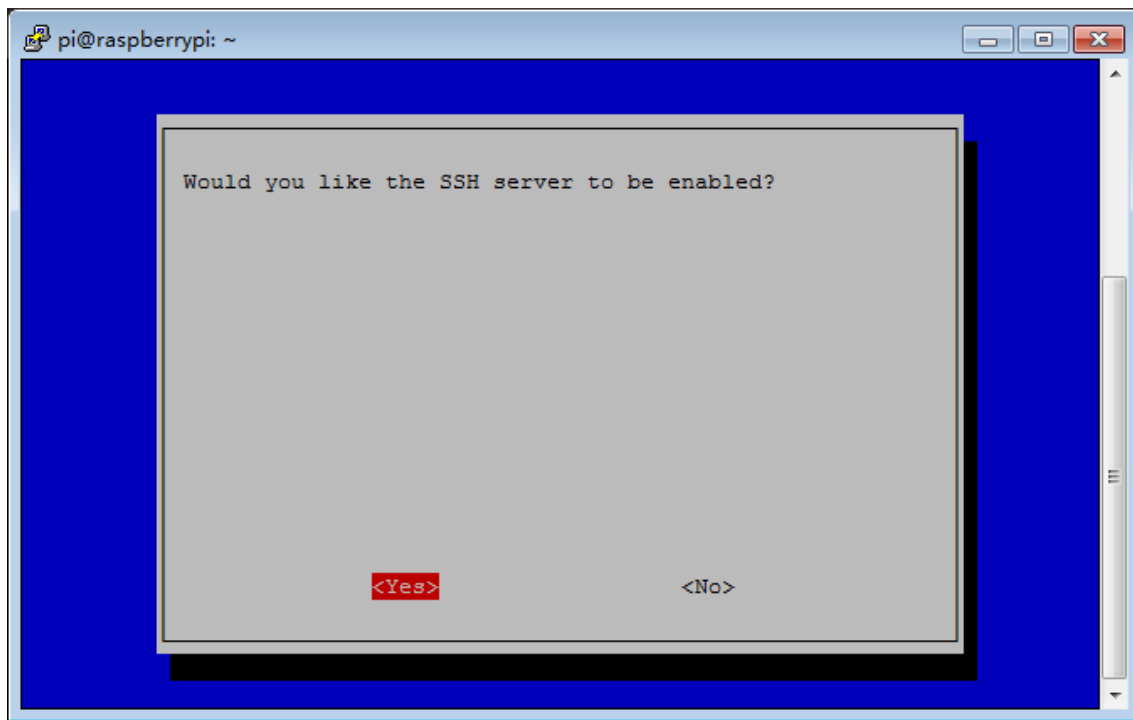 pi@raspberrypi: ~
Would you like the SSH server to be enabled?
<Yes> <No>